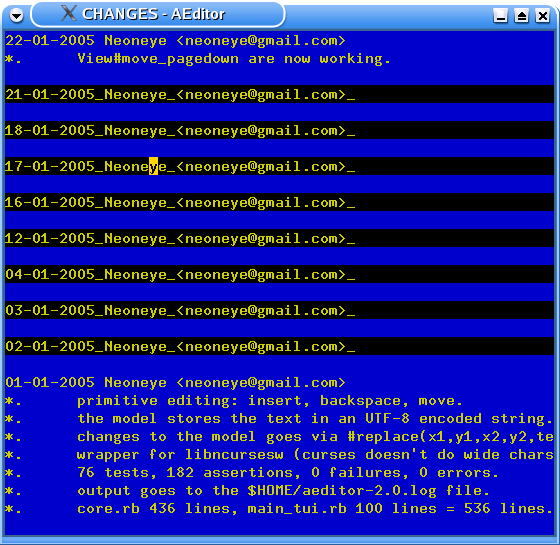 CHANGES - AEditor
22-01-2005 Neoneye <neoneye@gmail.com>
*. View#move_pagedown are now working.
21-01-2005_Neoneye_<neoneye@gmail.com>_
18-01-2005_Neoneye_<neoneye@gmail.com>_
17-01-2005_Neoneye_<neoneye@gmail.com>_
16-01-2005_Neoneye_<neoneye@gmail.com>_
12-01-2005_Neoneye_<neoneye@gmail.com>_
04-01-2005_Neoneye_<neoneye@gmail.com>_
03-01-2005_Neoneye_<neoneye@gmail.com>_
02-01-2005_Neoneye_<neoneye@gmail.com>_
01-01-2005 Neoneye <neoneye@gmail.com>
*. primitive editing: insert, backspace, move.
*. the model stores the text in an UTF-8 encoded string.
*. changes to the model goes via #replace(x1,y1,x2,y2,te
*. wrapper for libncursesw (curses doesn't do wide chars
*. 76 tests, 182 assertions, 0 failures, 0 errors.
*. output goes to the $HOME/aeditor-2.0.log file.
*. core.rb 436 lines, main_tui.rb 100 lines = 536 lines.